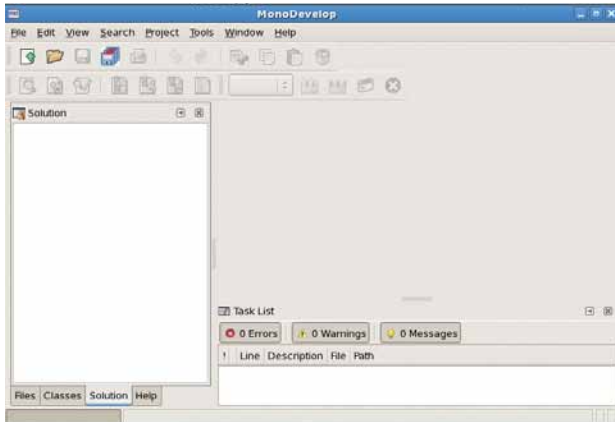 MonoDevelop
File Edit View Search Project Tools Window Help
Solution
Task List
0 Errors 0 Warnings 0 Messages
! Line Description File Path
Files Classes Solution Help